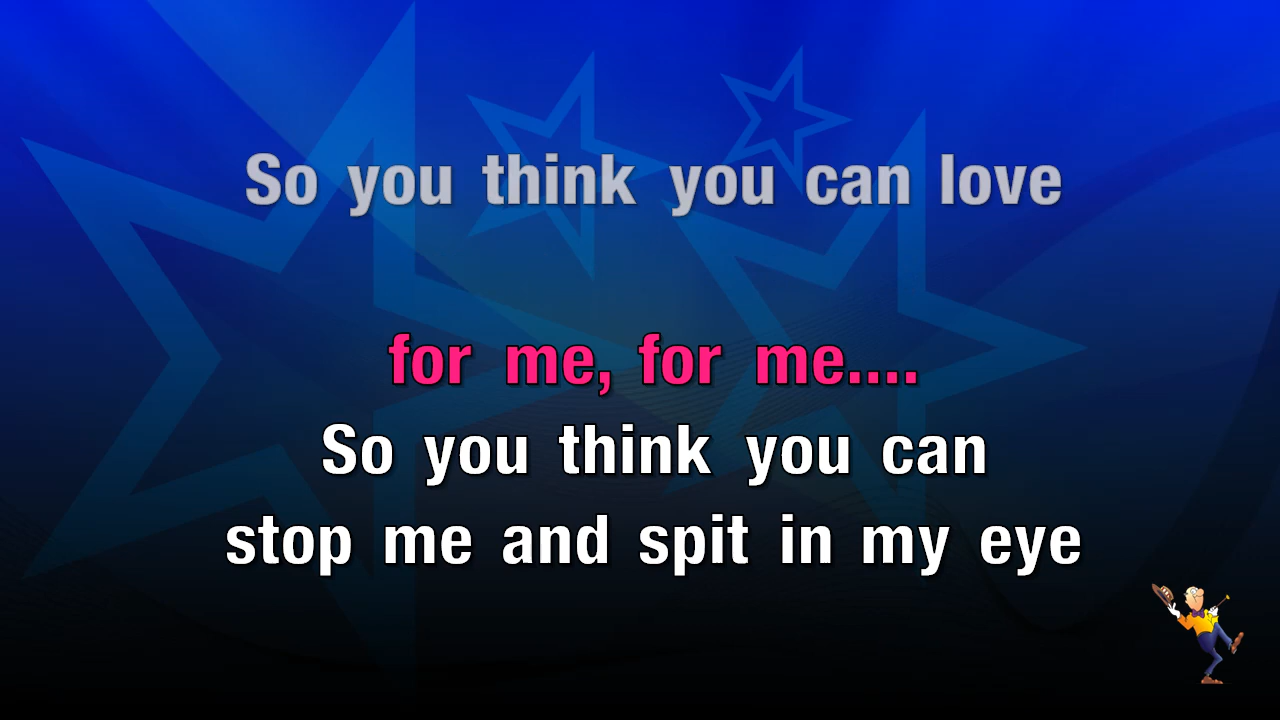 So you think you can love
for me, for me....
So you think you can
stop me and spit in my eye